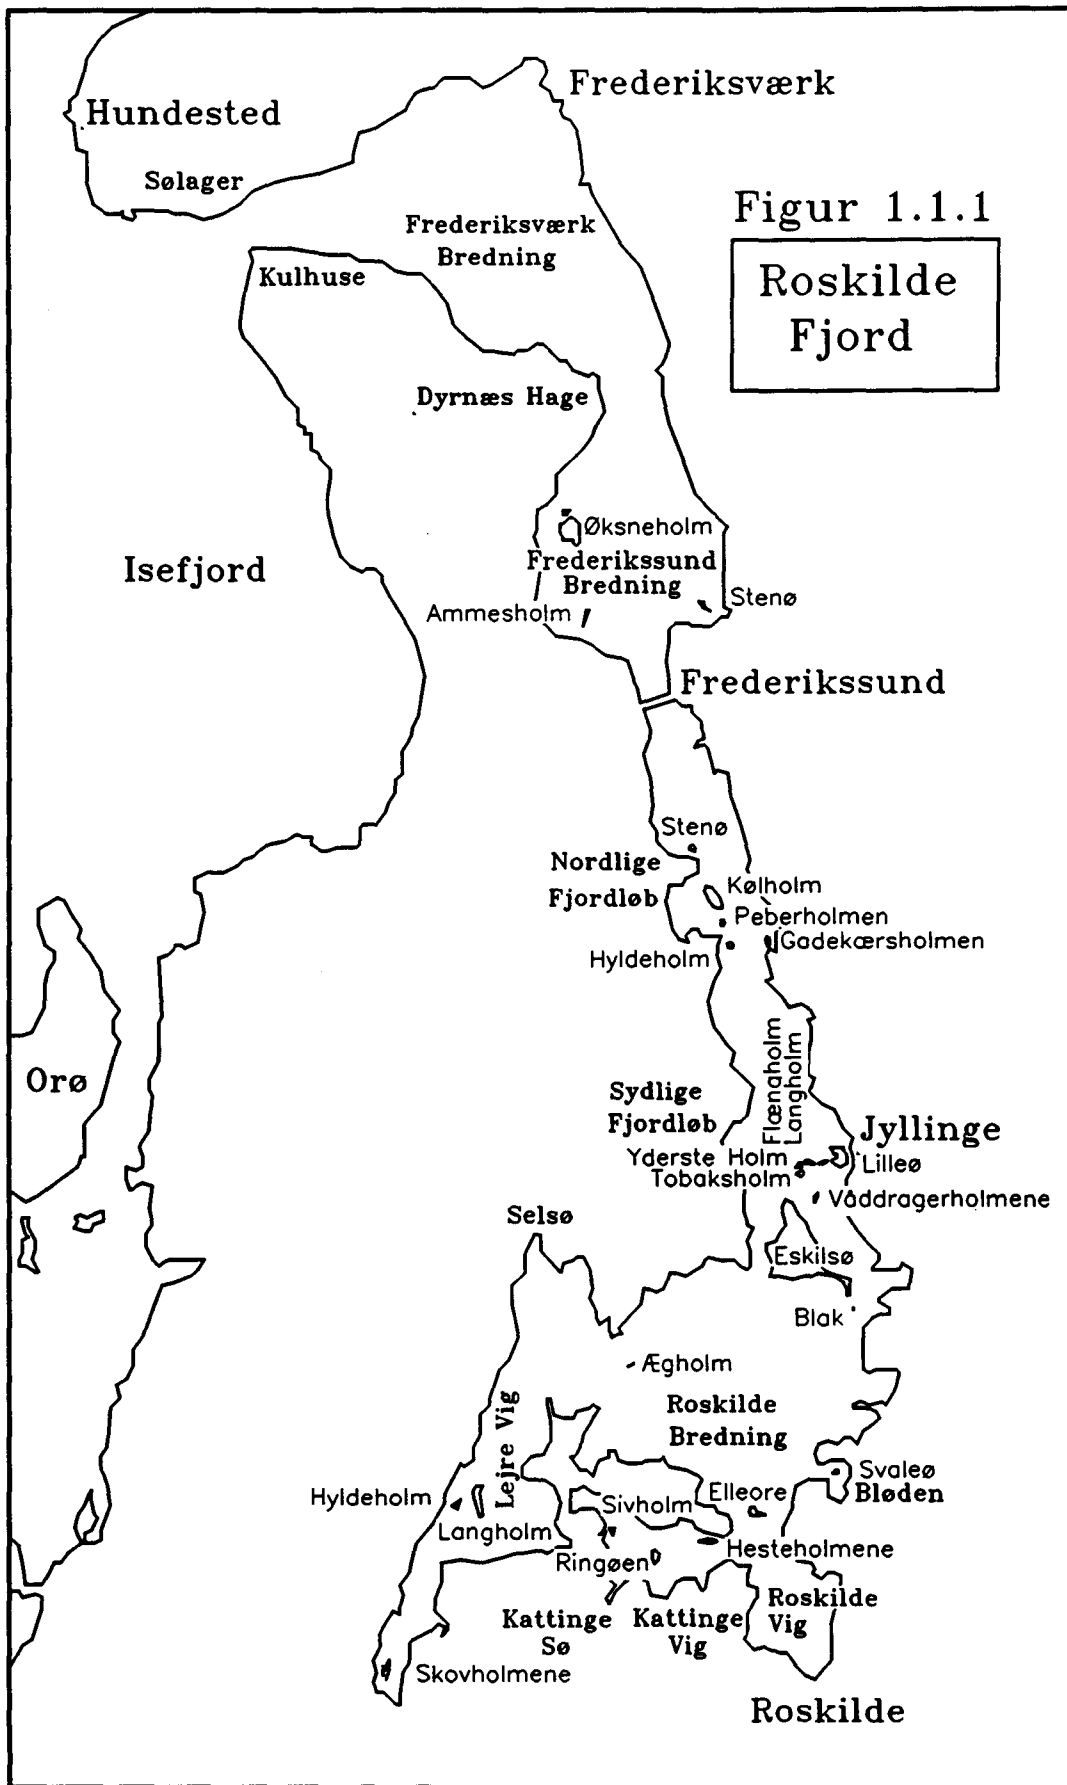 Frederiksværk
Hundested
Sølager
Figur 1.1.1
Roskilde
Fjord
Frederiksværk
Bredning
Kulhuse
Dyrnæs Hage
Øksneholm
Frederikssund
Bredning
Isefjord
Stenø
Ammesholm
Frederikssund
Stenø
Nordlige
Fjordløb
Kølholm
Peberholmen
Gadekærsholmen
Hyldeholm
Flænaholm
Langholm
Orø
Sydlige
Fjordløb
Jyllinge
Yderste Holm
Lilleø
Tobaksholm
Våddragerholmene
Selsø
Eskilsø
Blak
Ægholm
Roskilde
Bredning
Lejre Vig
Svaleø
Bløden
Elleore
Hyldeholm
Sivholm
Langholm
Hesteholmene
Ringøen
Roskilde
Vig
Kattinge
Sø
Kattinge
Vig
Skovholmene
Roskilde